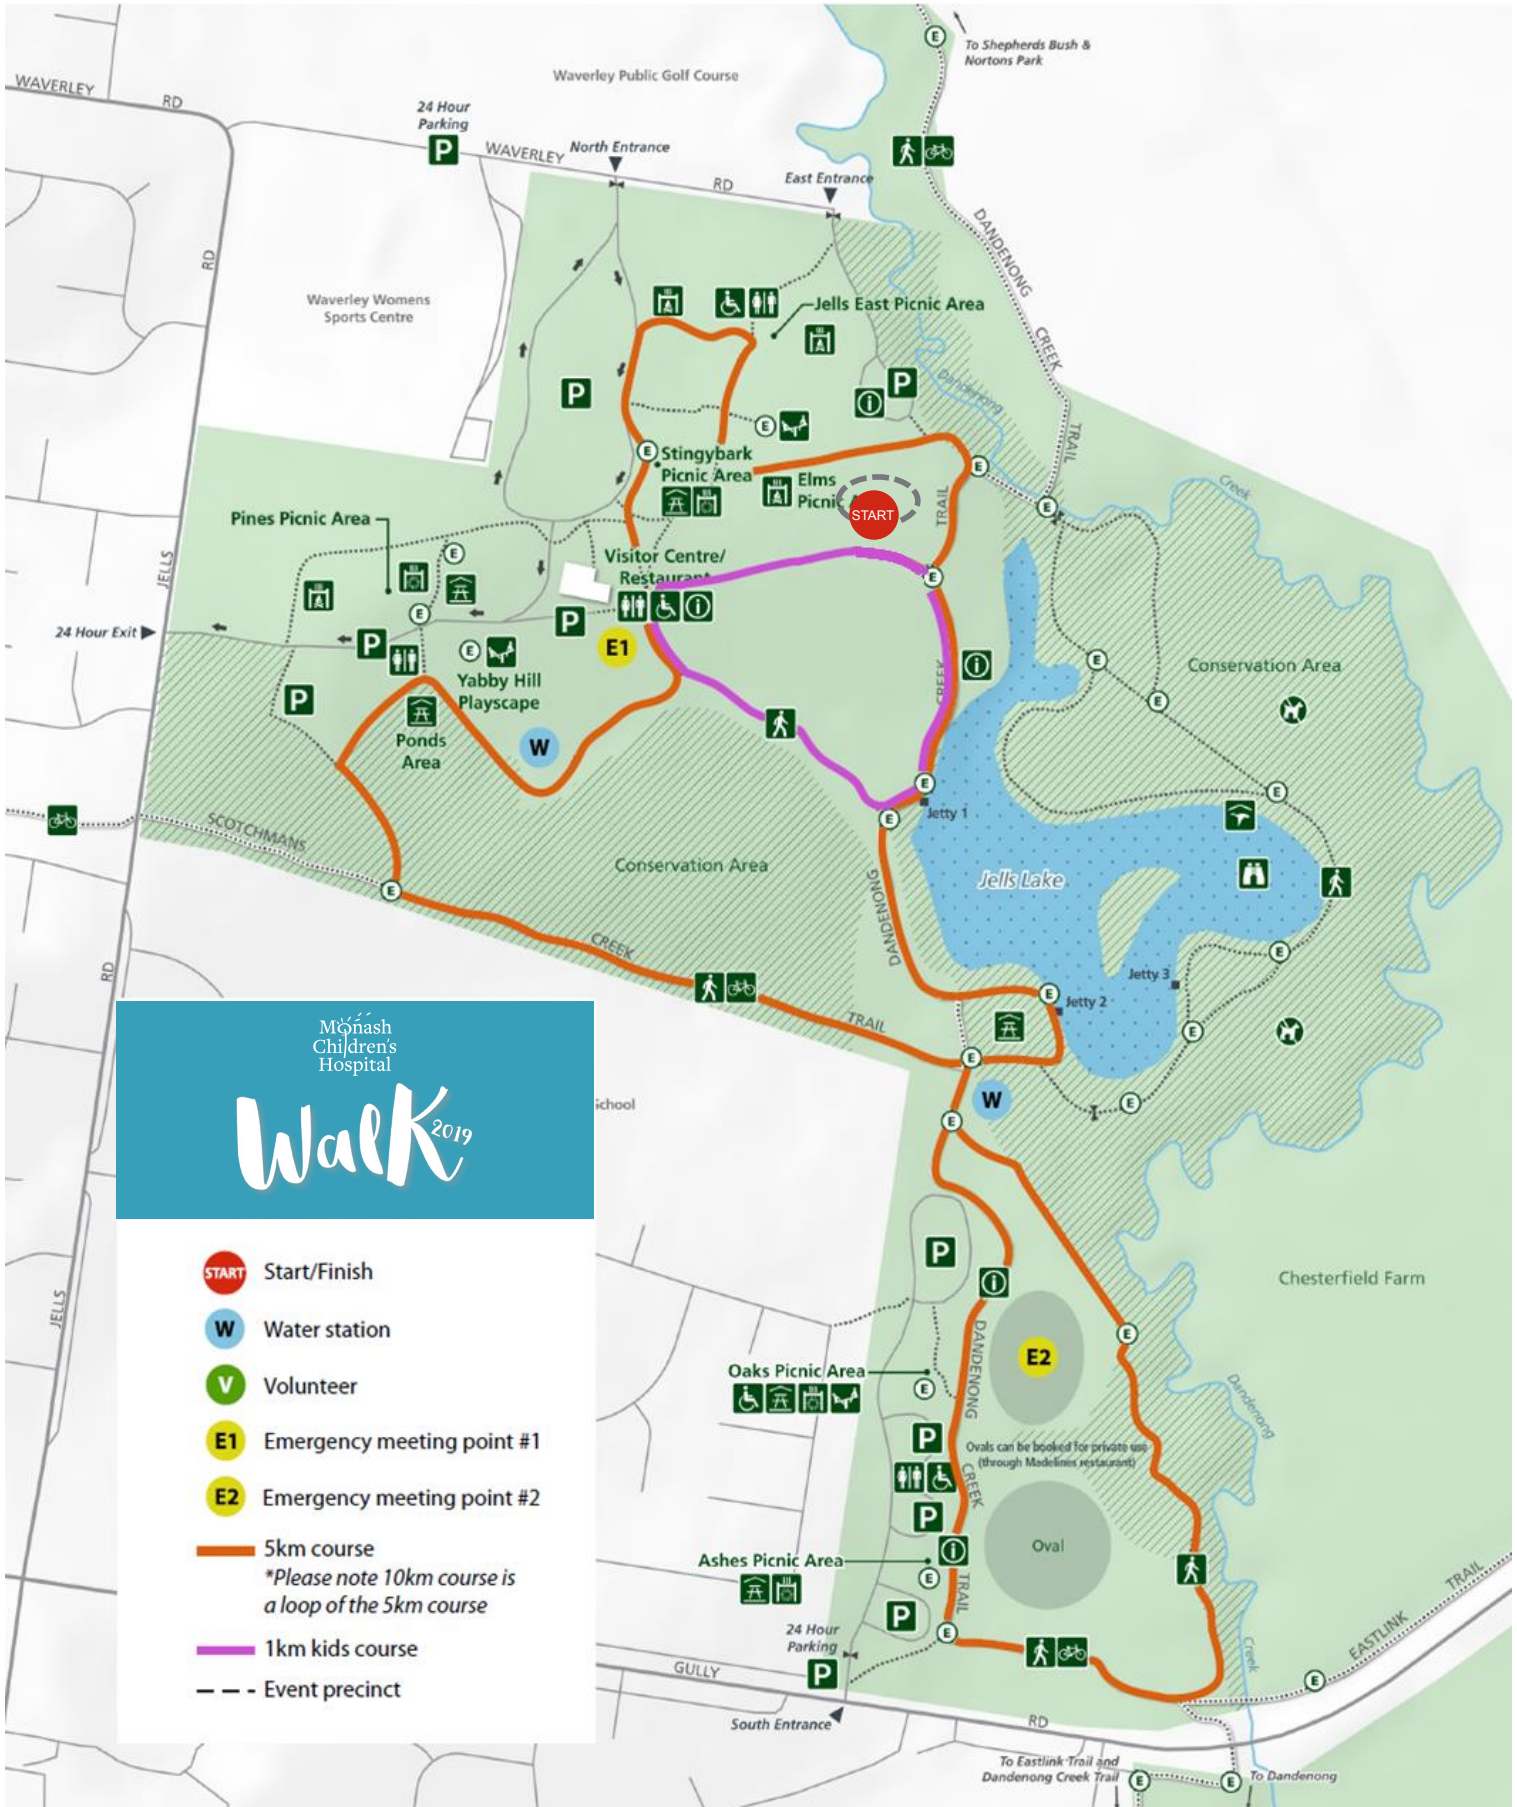 To Shepherds Bush &
Nortons Park
Waverley Public Golf Course
WAVERLEY
RD
24 Hour
Parking
P
WAVERLEY
North Entrance
RD
East Entrance
DANDENONG
CREEK
TRAIL
RD
Waverley Womens
Sports Centre
Jells East Picnic Area
P
P
Dandenong
E
Stingybark
Picnic Area
Elms
Picnic
START
TRAIL
Creek
Pines Picnic Area
Visitor Centre/
Restaurant
JELLS
24 Hour Exit
P
P
E1
Yabby Hill
Playscape
CREEK
Conservation Area
P
Ponds
Area
W
Jetty 1
SCOTCHMANS
Conservation Area
DANDENONG
Jells Lake
CREEK
RD
Jetty 3
Jetty 2
TRAIL
W
Monash
Children's
Hospital
Walk 2019
School
START Start/Finish
W Water station
V Volunteer
E1 Emergency meeting point #1
E2 Emergency meeting point #2
5km course
*Please note 10km course is
a loop of the 5km course
1km kids course
Event precinct
JELLS
P
Chesterfield Farm
DANDENONG
E2
Oaks Picnic Area
Dandenong
P
Ovals can be booked for private use
(through Madelines restaurant)
CREEK
P
Oval
Ashes Picnic Area
TRAIL
P
24 Hour
Parking
P
GULLY
South Entrance
RD
Creek
EASTLINK
TRAIL
To Eastlink Trail and
Dandenong Creek Trail
To Dandenong